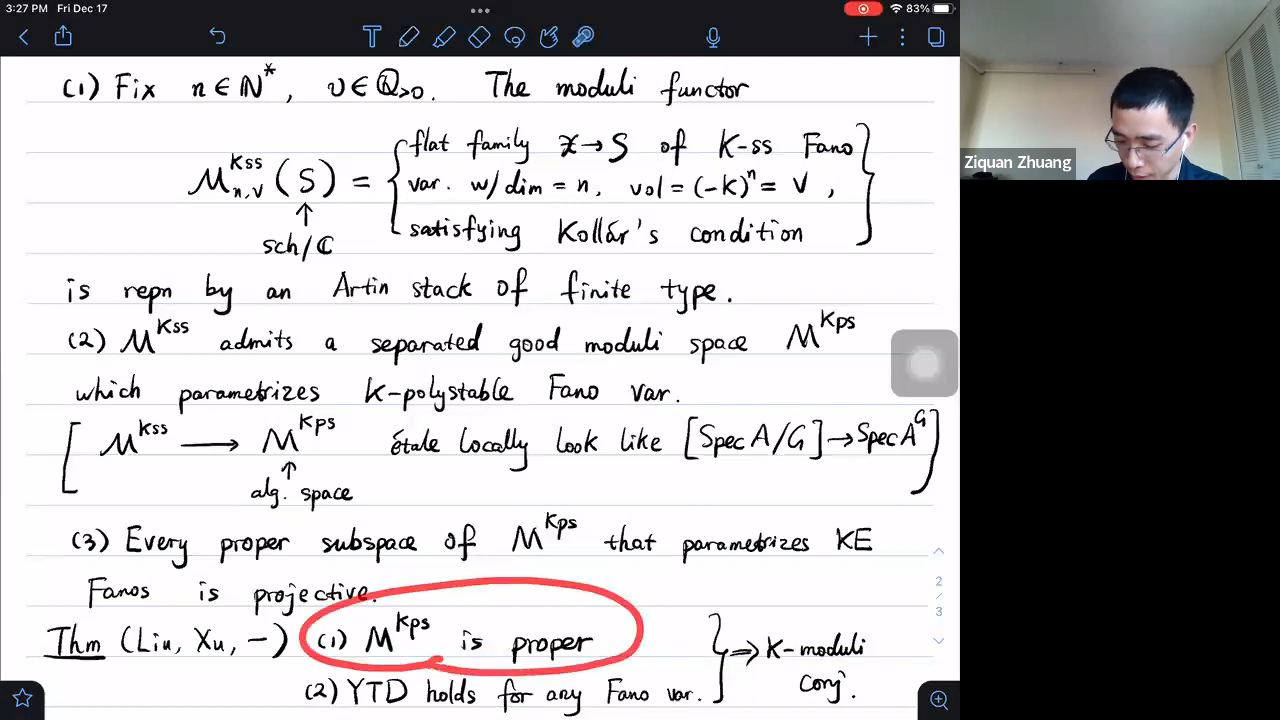 3:27 PM Fri Dec 17
83%
(1) Fix n ∈ ℕ*, v ∈ ℚ>0. The moduli functor
M^{Kss}_{n,v} (S) = { flat family 𝒳 → S of K-ss Fano
var. w/ dim = n, vol = (-K)^n = V,
satisfying Kollár's condition }
↑
sch/ℂ
is repn by an Artin stack of finite type.
(2) M^{Kss} admits a separated good moduli space M^{Kps}
which parametrizes K-polystable Fano var.
[ M^{Kss} → M^{Kps} étale locally look like [Spec A/G] → Spec A^G ]
↑
alg. space
(3) Every proper subspace of M^{Kps} that parametrizes KE
Fanos is projective.
Thm (Liu, Xu, –) (1) M^{Kps} is proper
(2) YTD holds for any Fano var. } ⇒ K-moduli
conj.
2
/
3
Ziquan Zhuang